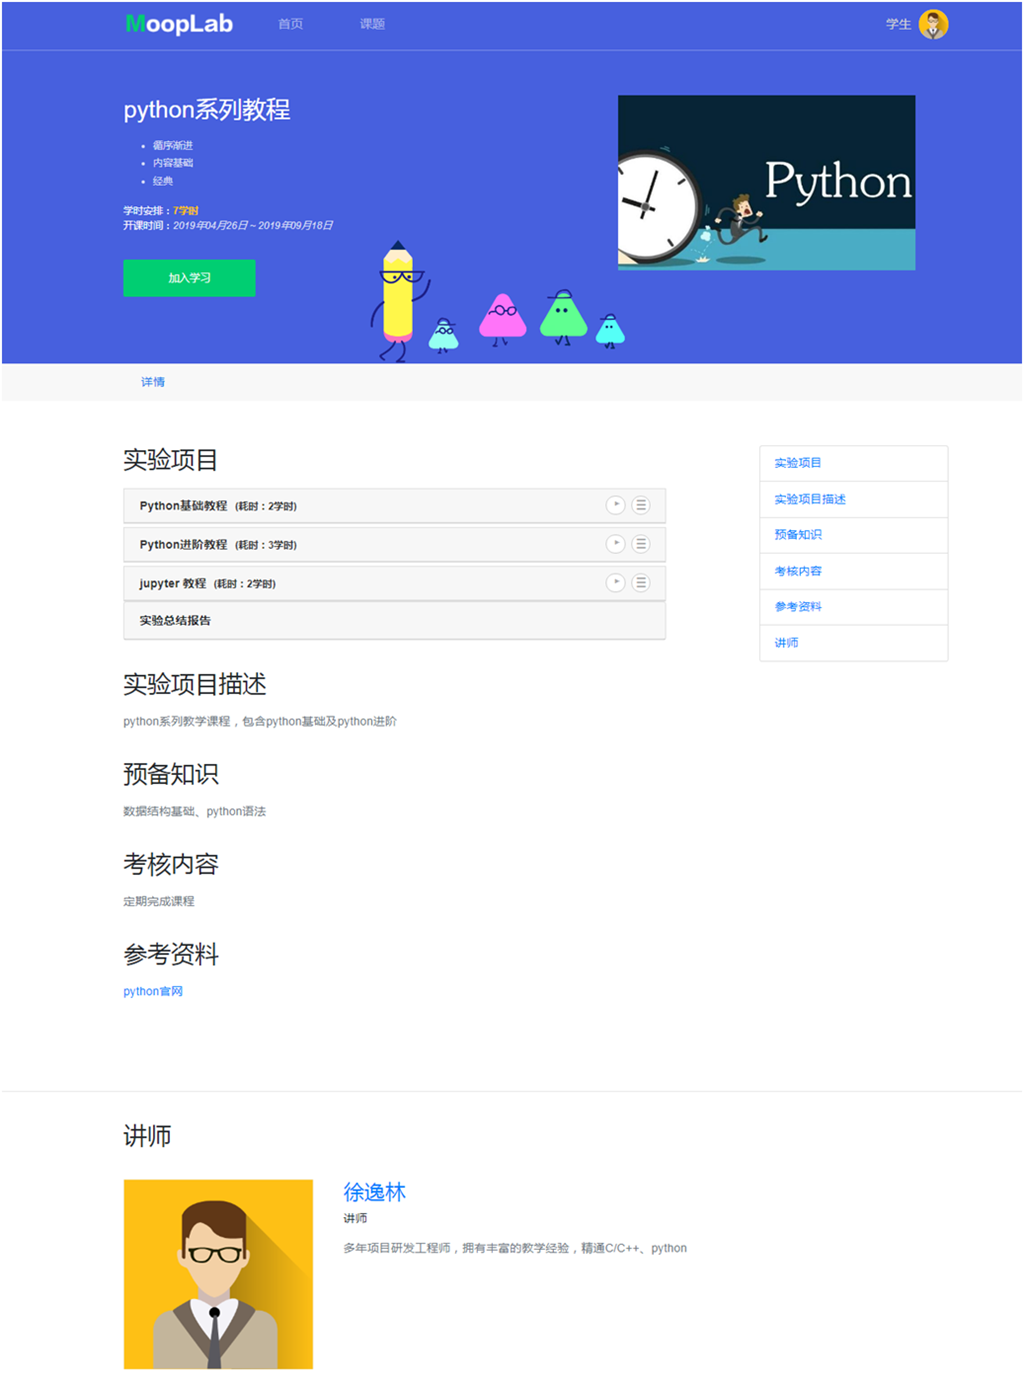 MoopLab 首页 课题 学生
python系列教程
循序渐进
内容基础
经典
学时安排：7学时
开课时间：2019年04月26日 ~ 2019年09月18日
加入学习
Python
详情
实验项目
Python基础教程 (耗时：2学时)
Python进阶教程 (耗时：3学时)
jupyter 教程 (耗时：2学时)
实验总结报告
实验项目
实验项目描述
预备知识
考核内容
参考资料
讲师
实验项目描述
python系列教学课程，包含python基础及python进阶
预备知识
数据结构基础、python语法
考核内容
定期完成课程
参考资料
python官网
讲师
徐逸林
讲师
多年项目研发工程师，拥有丰富的教学经验，精通C/C++、python